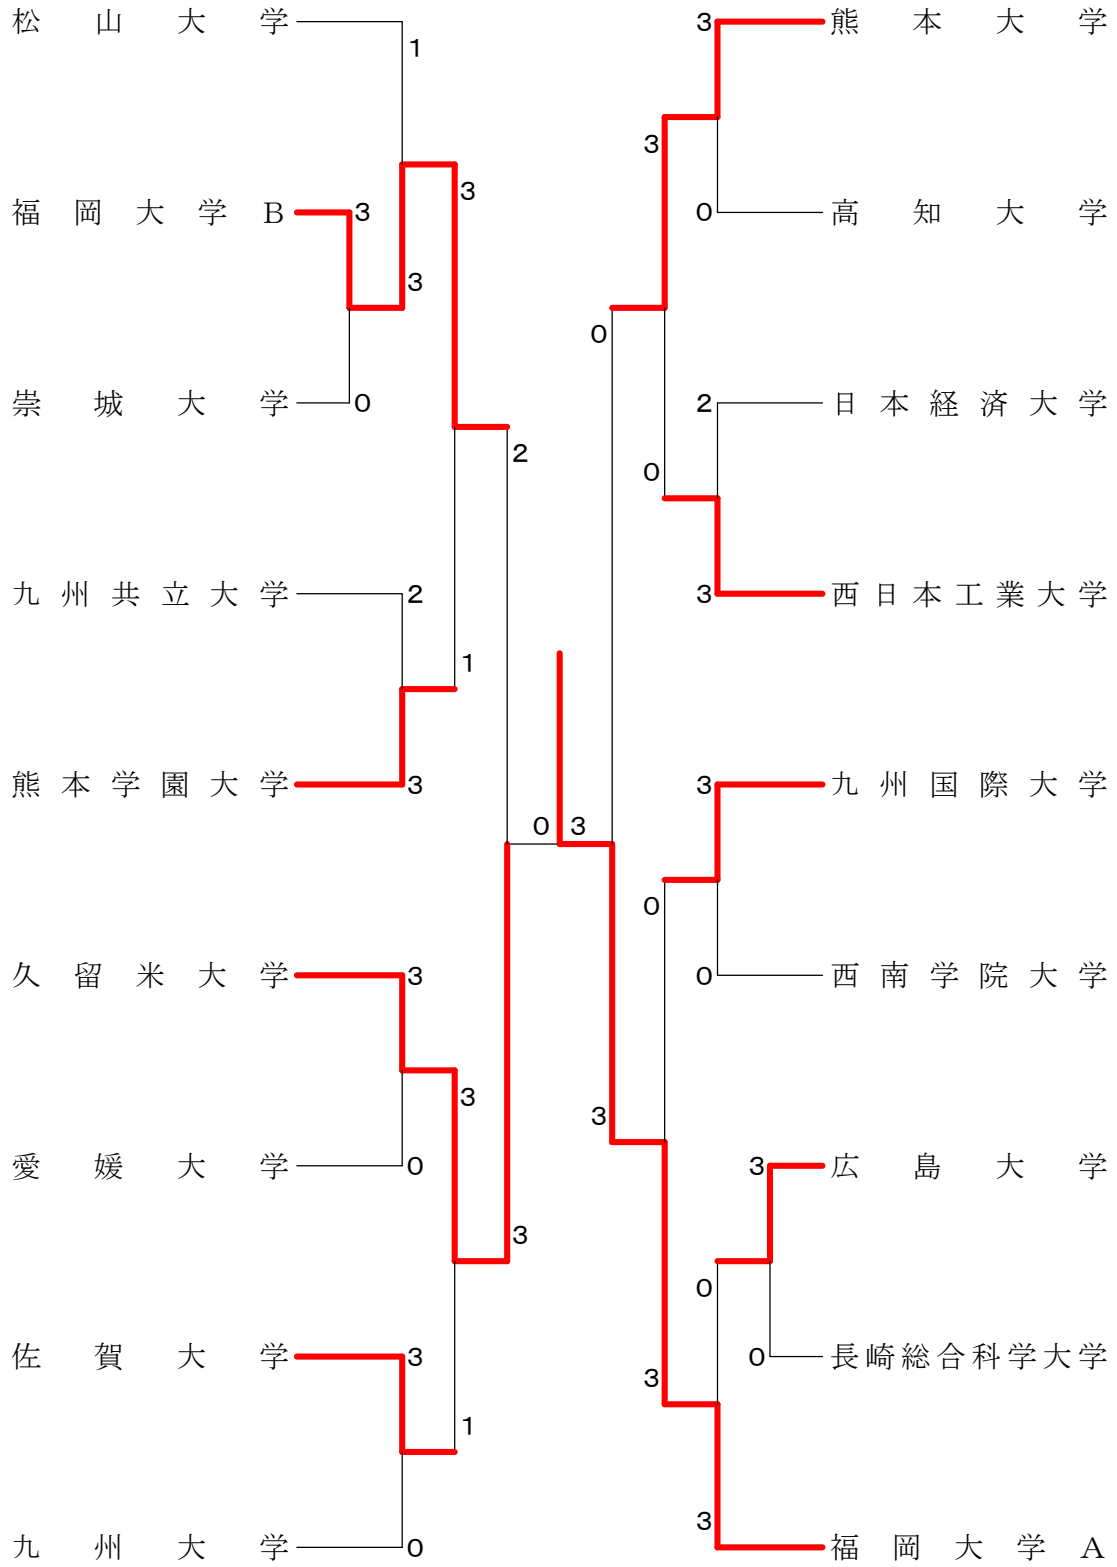 松山大学
1
福岡大学B
3
3
3
崇城大学
0
2
九州共立大学
2
1
熊本学園大学
3
0
久留米大学
3
3
愛媛大学
0
3
佐賀大学
3
1
九州大学
0
3
熊本大学
3
0
高知大学
0
2
日本経済大学
0
3
西日本工業大学
3
九州国際大学
3
0
0
西南学院大学
3
3
広島大学
0
0
長崎総合科学大学
3
3
福岡大学A